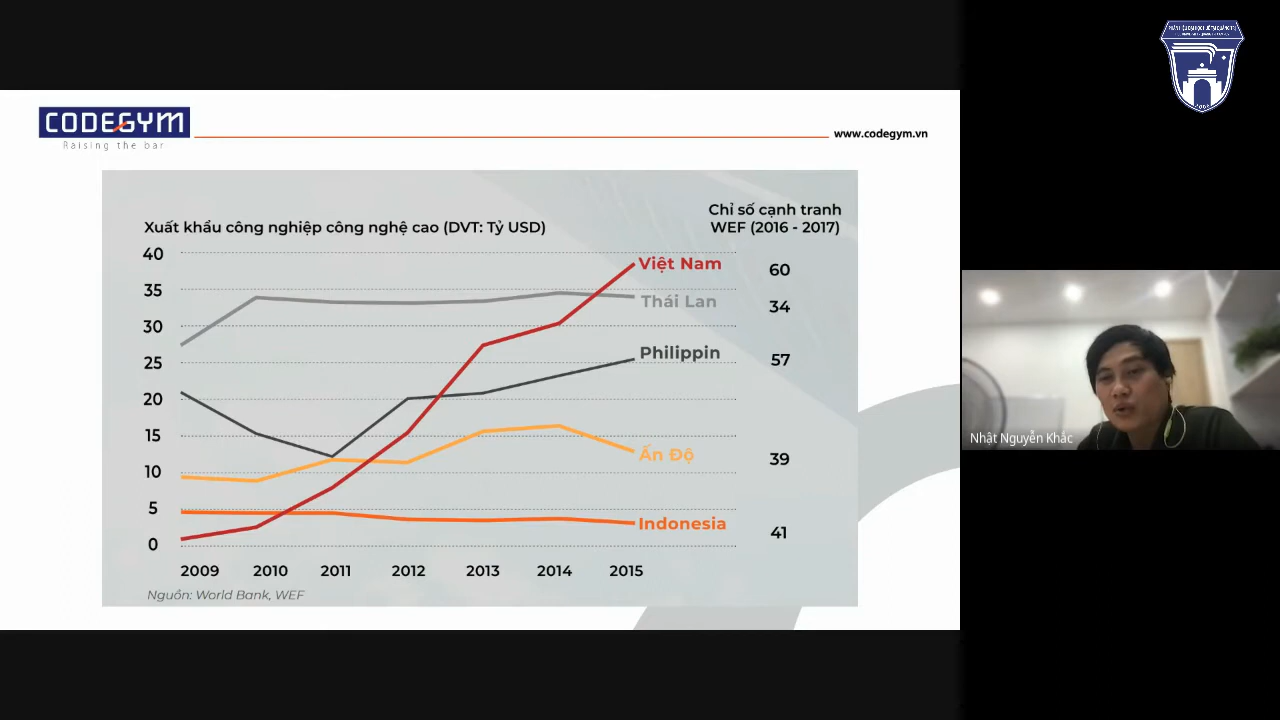 CODEGYM
Raising the bar
www.codegym.vn
Xuất khẩu công nghiệp công nghệ cao (DVT: Tỷ USD)
Chỉ số cạnh tranh
WEF (2016 - 2017)
40
35
30
25
20
15
10
5
0
Việt Nam
60
Thái Lan
34
Philippin
57
Ấn Độ
39
Indonesia
41
2009 2010 2011 2012 2013 2014 2015
Nguồn: World Bank, WEF
Nhật Nguyễn Khắc